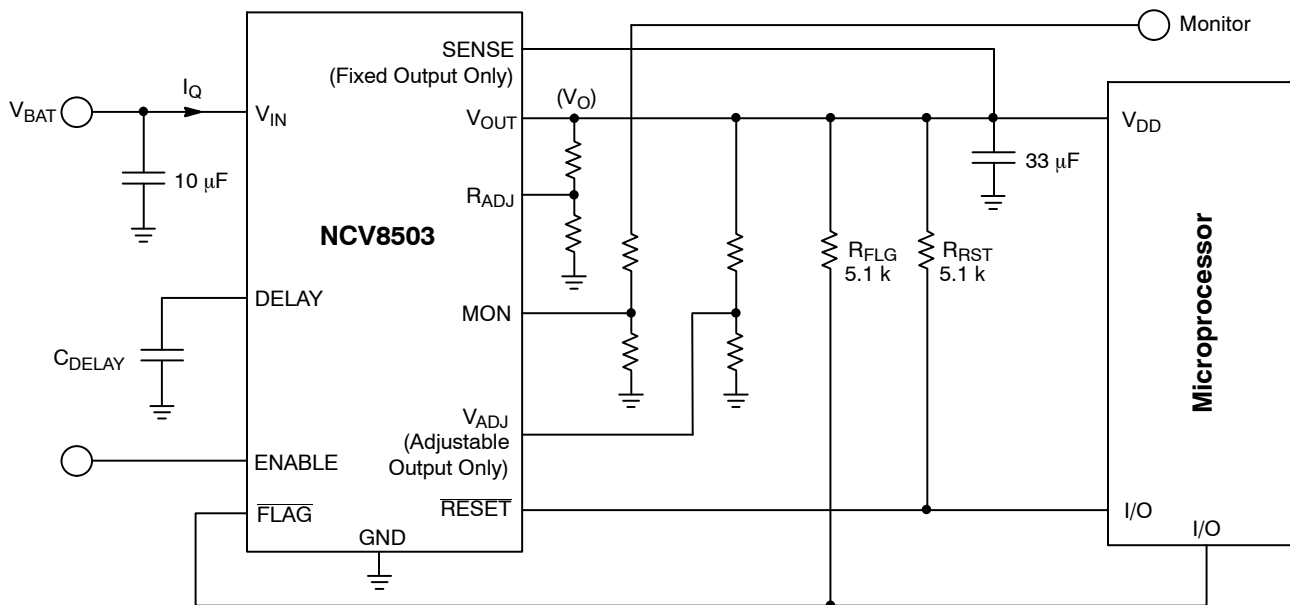 Monitor
SENSE
(Fixed Output Only)
V_BAT
I_Q
V_IN
(V_O)
V_OUT
V_DD
10 μF
33 μF
R_ADJ
NCV8503
R_FLG
5.1 k
R_RST
5.1 k
Microprocessor
DELAY
MON
C_DELAY
V_ADJ
(Adjustable
Output Only)
ENABLE
FLAG
RESET
I/O
I/O
GND